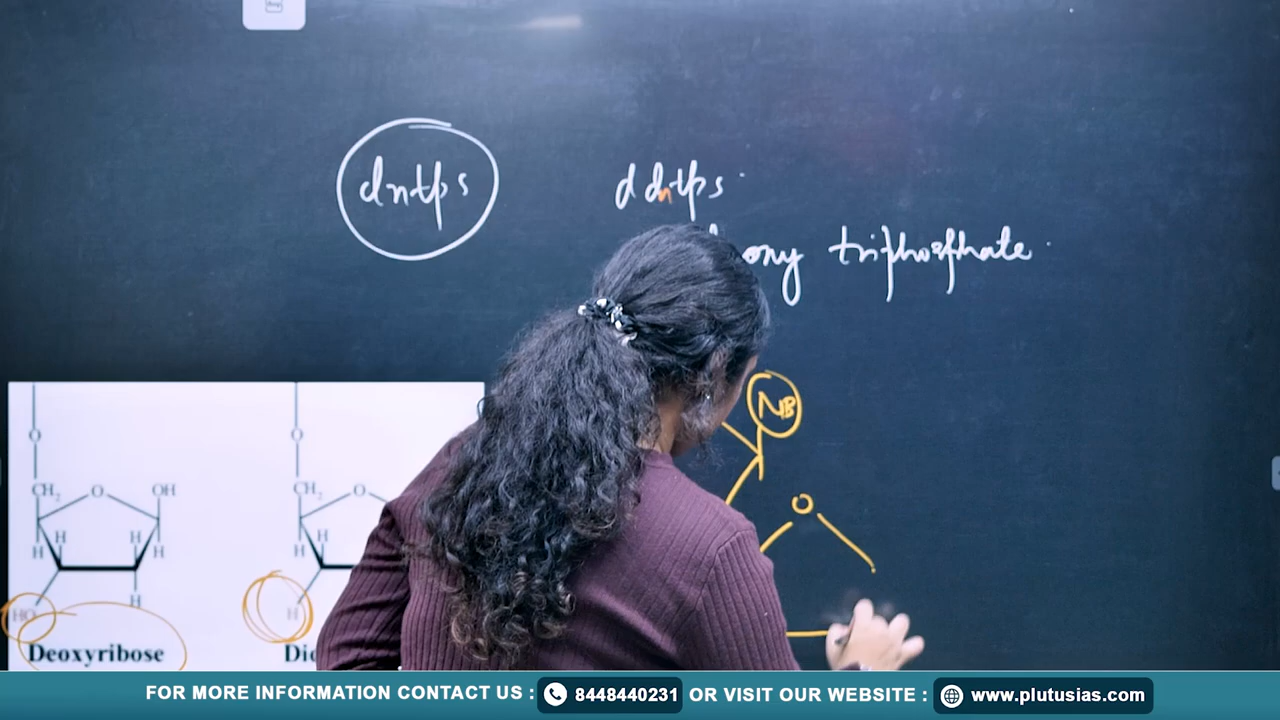 dntps
ddntps
oxy triphosphate
NB
O
O
O
CH₂
O
OH
CH₂
O
H
H
H
H
H
H
HO
H
H
Deoxyribose
FOR MORE INFORMATION CONTACT US : 8448440231 OR VISIT OUR WEBSITE : www.plutusias.com